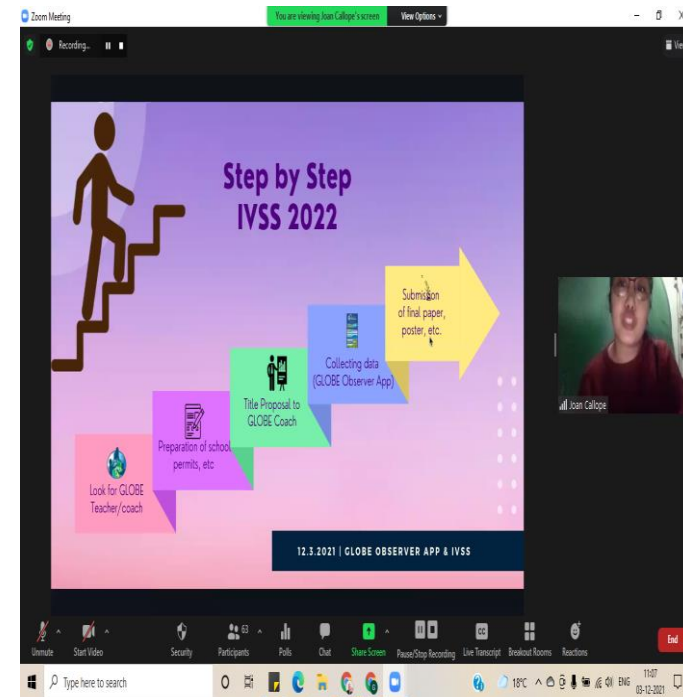 Zoom Meeting
You are viewing Joan Callope's screen
View Options
Recording...
View
Step by Step
IVSS 2022
Submission
of final paper,
poster, etc.
Collecting data
(GLOBE Observer App)
Title Proposal to
GLOBE Coach
Preparation of school
permits, etc
Look for GLOBE
Teacher/coach
12.3.2021 | GLOBE OBSERVER APP & IVSS
Joan Callope
63
CC
Unmute
Start Video
Security
Participants
Polls
Chat
Share Screen
Pause/Stop Recording
Live Transcript
Breakout Rooms
Reactions
End
Type here to search
18°C
ENG
11:07
03-12-2021